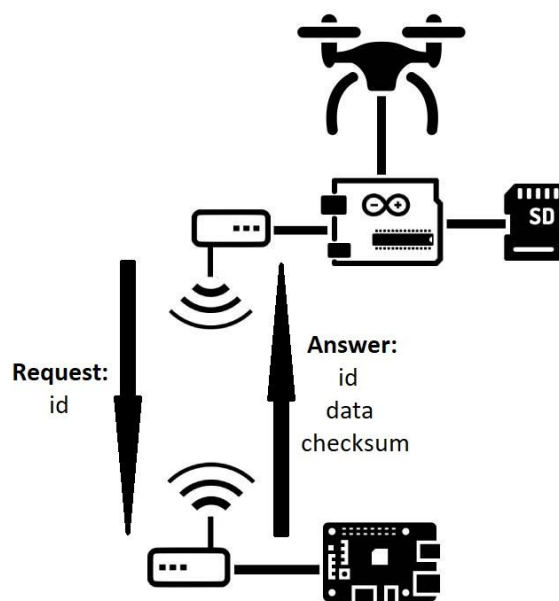 SD
Request:
id
Answer:
id
data
checksum